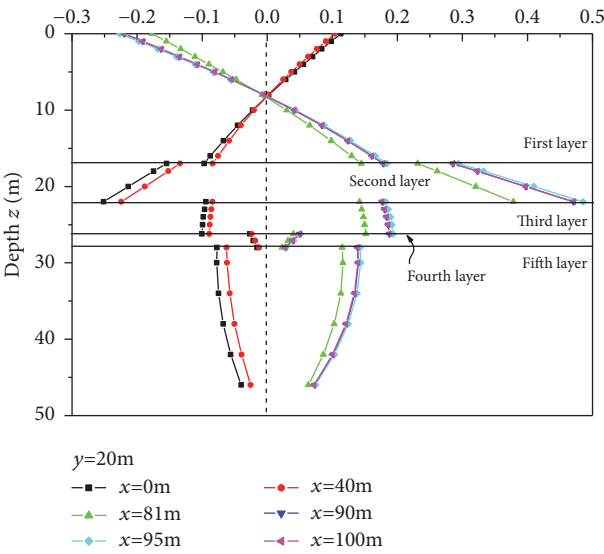 −0.3 −0.2 −0.1 0.0 0.1 0.2 0.3 0.4 0.5
0
10
20
30
40
50
Depth z (m)
First layer
Second layer
Third layer
Fourth layer
Fifth layer
y=20m
x=0m x=40m
x=81m x=90m
x=95m x=100m